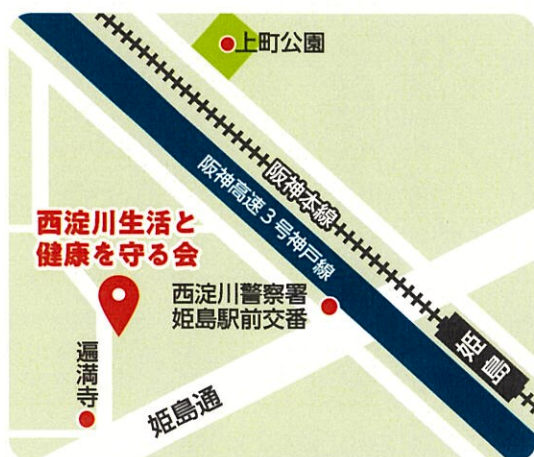 上町公園
阪神本線
阪神高速3号神戸線
西淀川生活と
健康を守る会
西淀川警察署
姫島駅前交番
姫島
遍満寺
姫島通